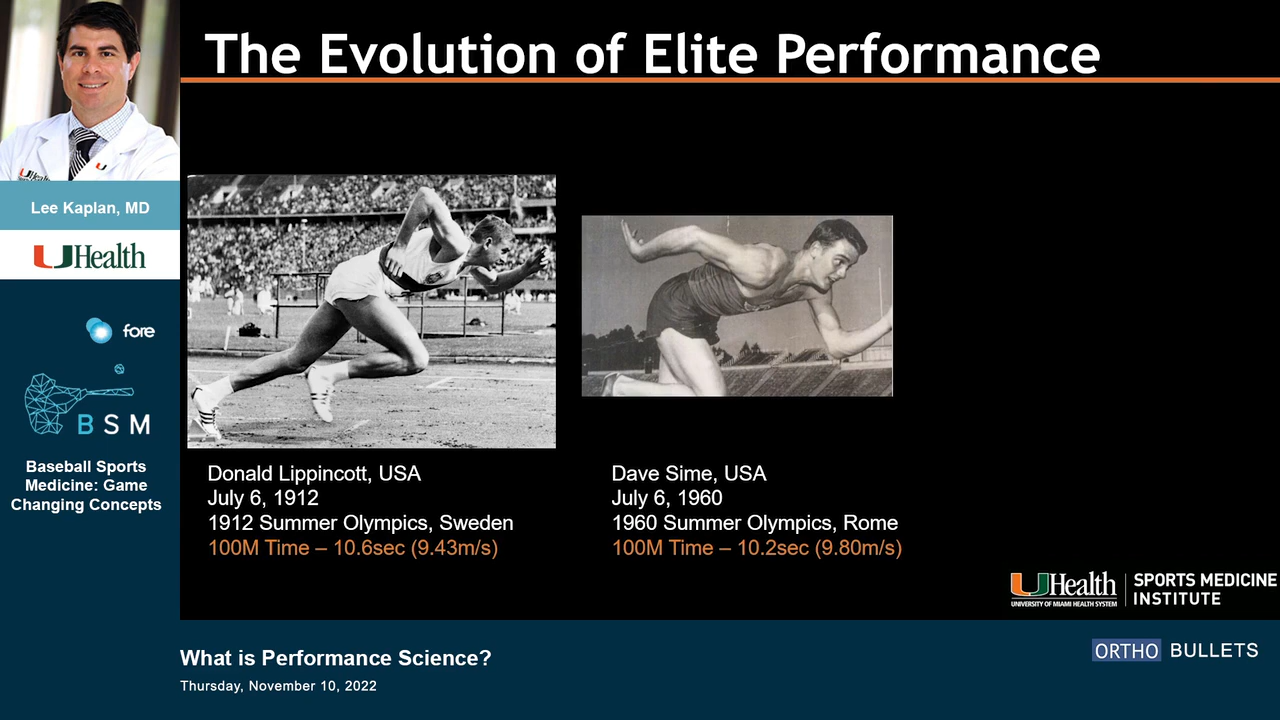 The Evolution of Elite Performance
UHealth
Lee Kaplan, MD
UHealth
fore
BSM
Baseball Sports
Medicine: Game
Changing Concepts
Donald Lippincott, USA
July 6, 1912
1912 Summer Olympics, Sweden
100M Time – 10.6sec (9.43m/s)
Dave Sime, USA
July 6, 1960
1960 Summer Olympics, Rome
100M Time – 10.2sec (9.80m/s)
UHealth
UNIVERSITY OF MIAMI HEALTH SYSTEM
SPORTS MEDICINE
INSTITUTE
What is Performance Science?
Thursday, November 10, 2022
ORTHO BULLETS